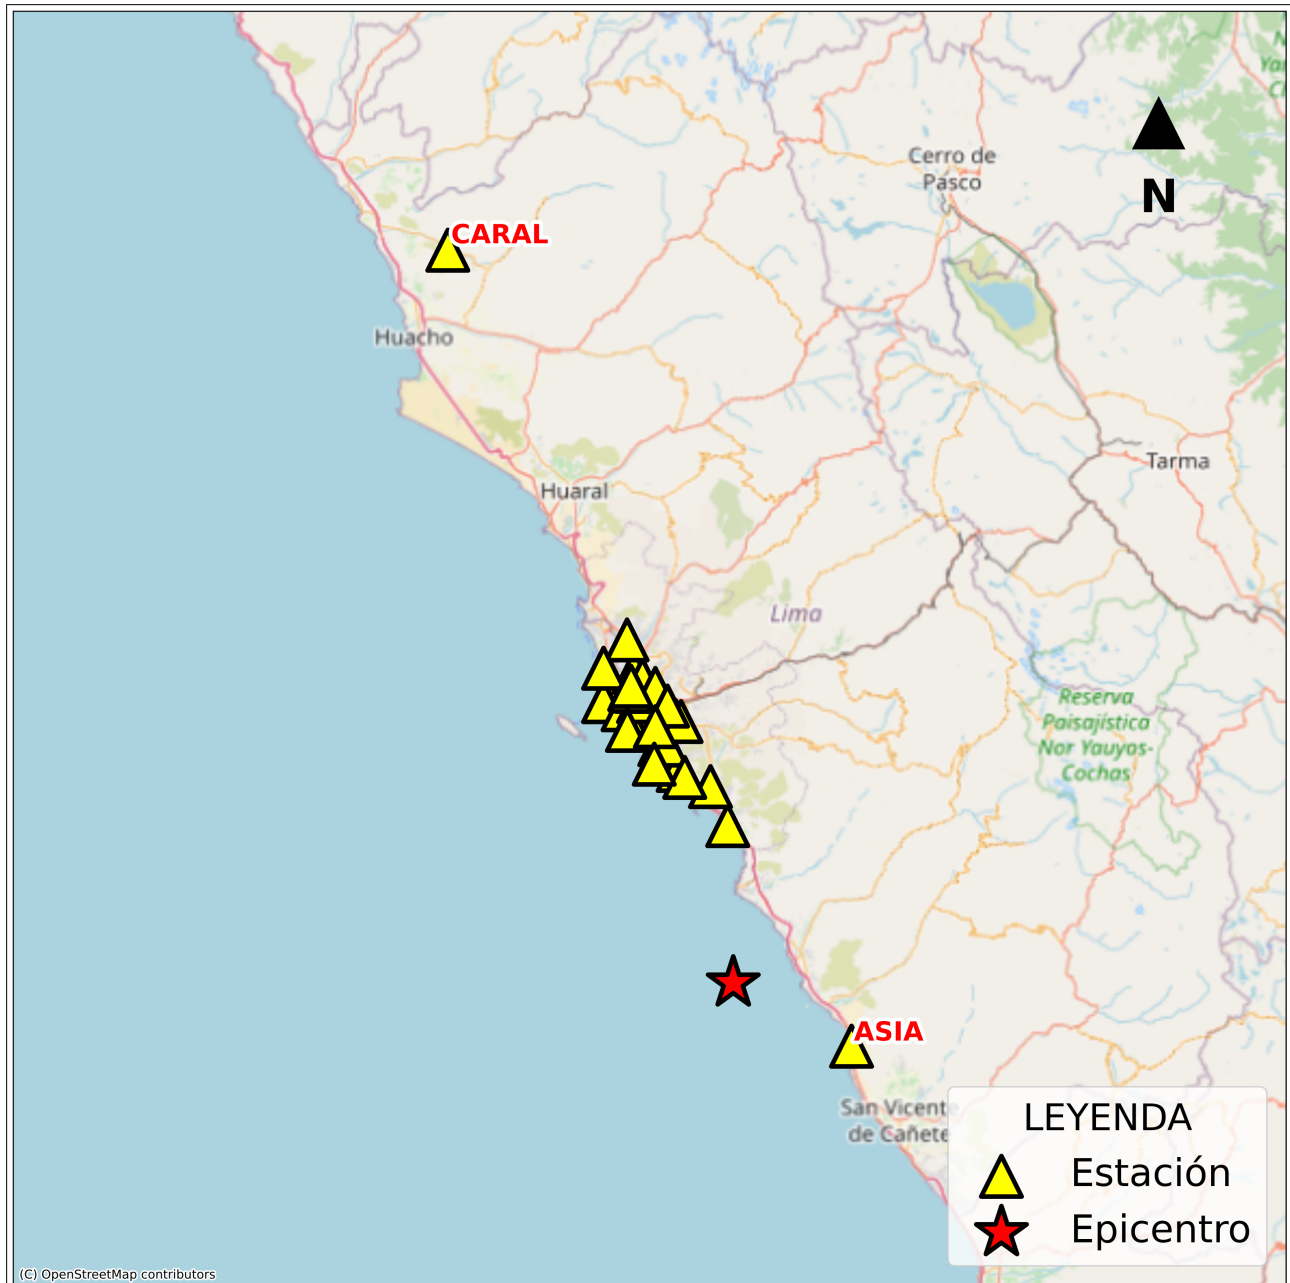 Cerro de
Pasco
N
CARAL
Huacho
Tarma
Huaral
Lima
Reserva
Paisajística
Nor Yauyos-
Cochas
ASIA
San Vicente
de Cañete
LEYENDA
Estación
Epicentro
(C) OpenStreetMap contributors